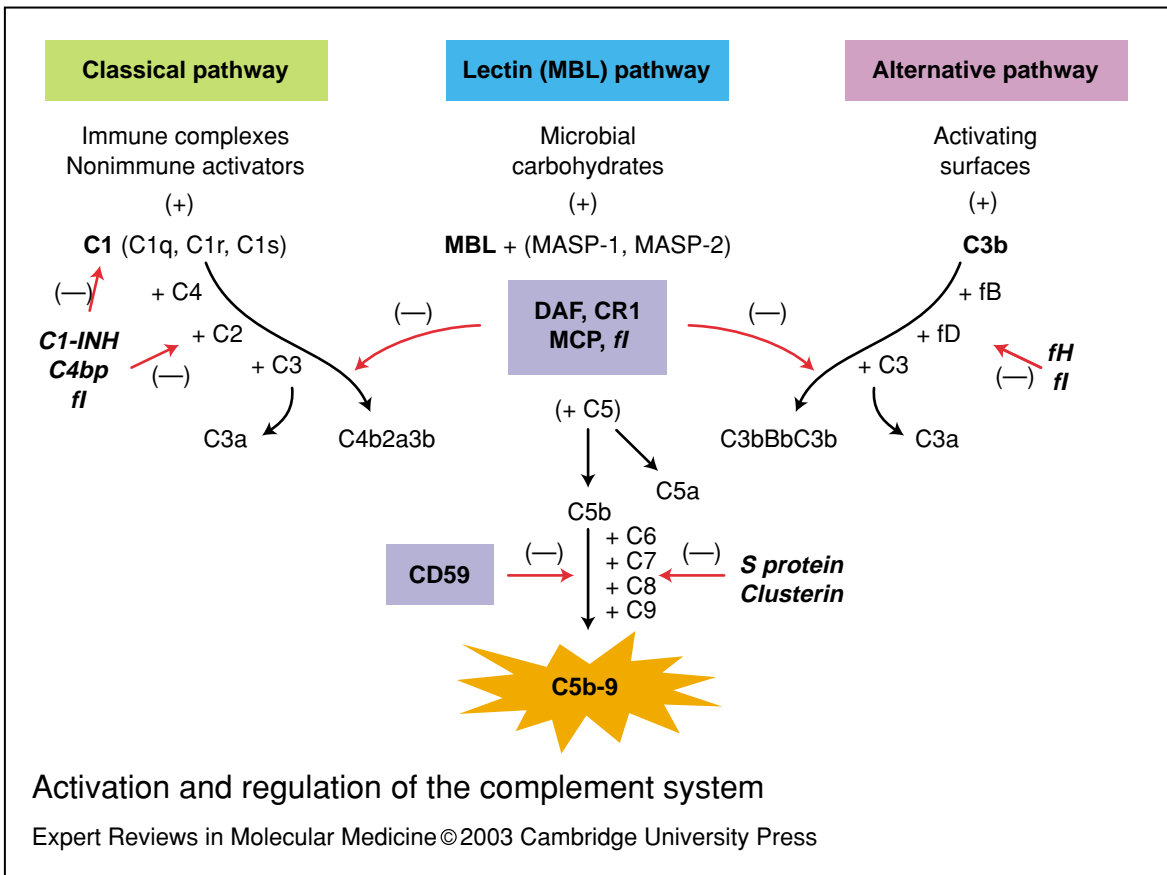 Classical pathway
Lectin (MBL) pathway
Alternative pathway
Immune complexes
Nonimmune activators
(+)
C1 (C1q, C1r, C1s)
(—)
+ C4
+ C2
+ C3
C1-INH
C4bp
fI
(—)
C3a
C4b2a3b
Microbial
carbohydrates
(+)
MBL + (MASP-1, MASP-2)
(—)
DAF, CR1
MCP, fI
(—)
Activating
surfaces
(+)
C3b
+ fB
+ fD
+ C3
fH
fI
(—)
C3bBbC3b
C3a
(+ C5)
C5a
C5b
+ C6
+ C7
+ C8
+ C9
CD59
(—)
(—)
S protein
Clusterin
C5b-9
Activation and regulation of the complement system
Expert Reviews in Molecular Medicine © 2003 Cambridge University Press